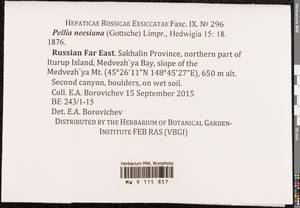 HEPATICAE ROSSICAE EXSICCATAE FASC. IX. № 296
Pellia neesiana (Gottsche) Limpr., Hedwigia 15: 18.
1876.
Russian Far East. Sakhalin Province, northern part of
Iturup Island, Medvezh`ya Bay, slope of the
Medvezh`ya Mt. (45°26'11"N 148°45'27"E), 650 m alt.
Second canyon, boulders, on wet soil.
Coll. E.A. Borovichev 15 September 2015
BE 243/1-15
Det. E.A. Borovichev
DISTRIBUTED BY THE HERBARIUM OF BOTANICAL GARDEN-
INSTITUTE FEB RAS (VBGI)
Herbarium MW, Bryophyta
MW 9 115 857